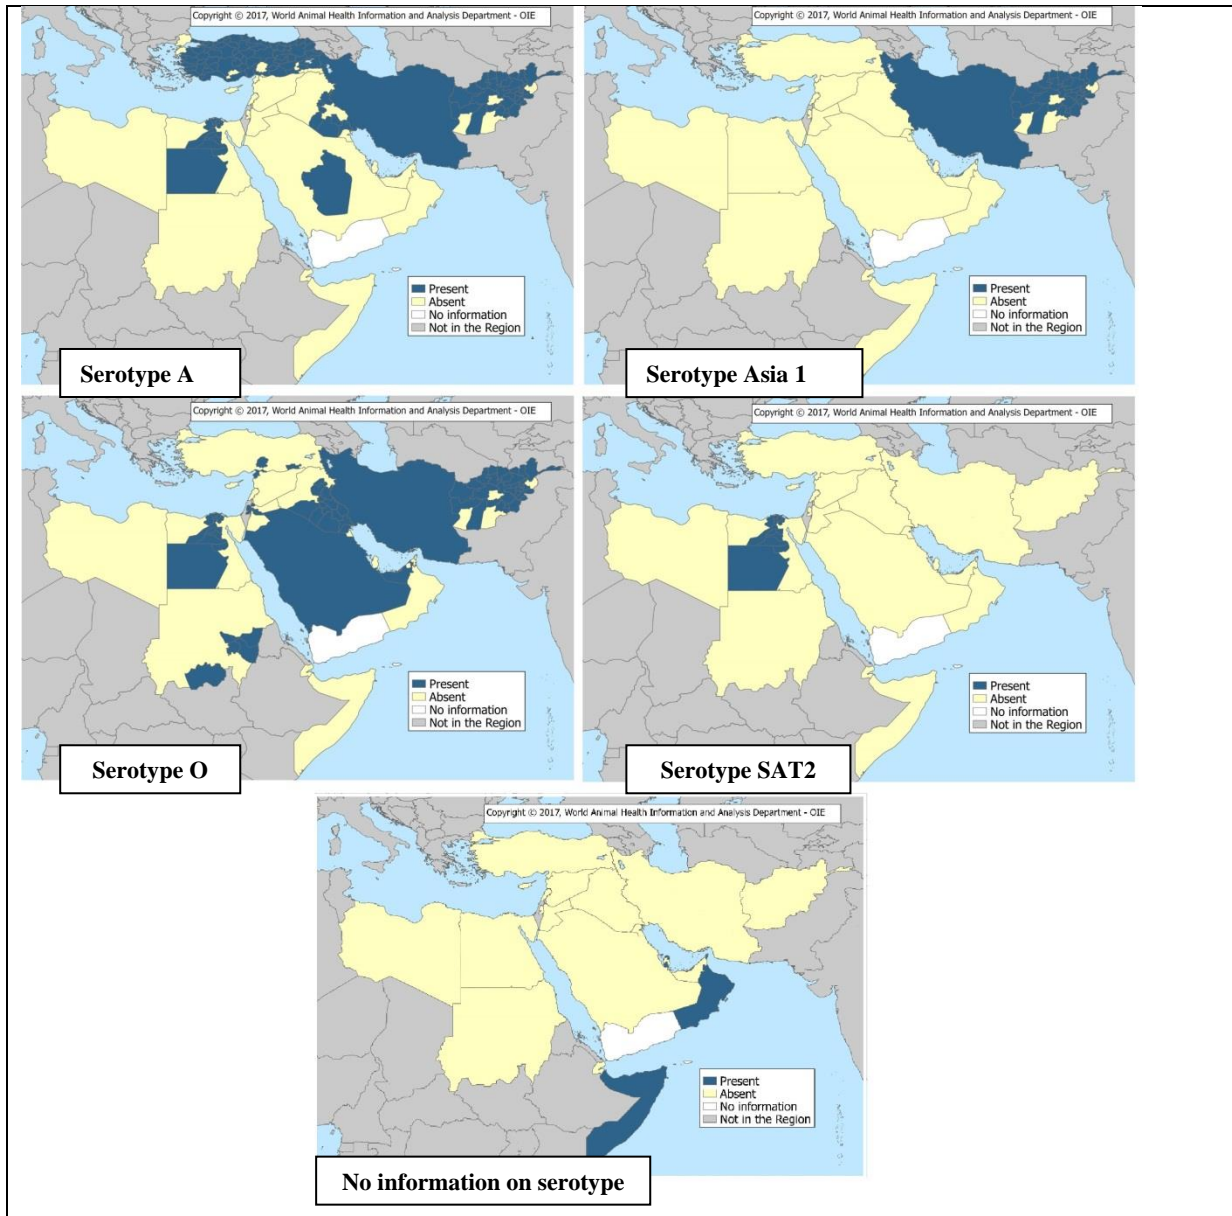 Copyright © 2017, World Animal Health Information and Analysis Department - OIE
Present
Absent
No information
Not in the Region
Serotype A
Copyright © 2017, World Animal Health Information and Analysis Department - OIE
Present
Absent
No information
Not in the Region
Serotype Asia 1
Copyright © 2017, World Animal Health Information and Analysis Department - OIE
Present
Absent
No information
Not in the Region
Serotype O
Copyright © 2017, World Animal Health Information and Analysis Department - OIE
Present
Absent
No information
Not in the Region
Serotype SAT2
Copyright © 2017, World Animal Health Information and Analysis Department - OIE
Present
Absent
No information
Not in the Region
No information on serotype